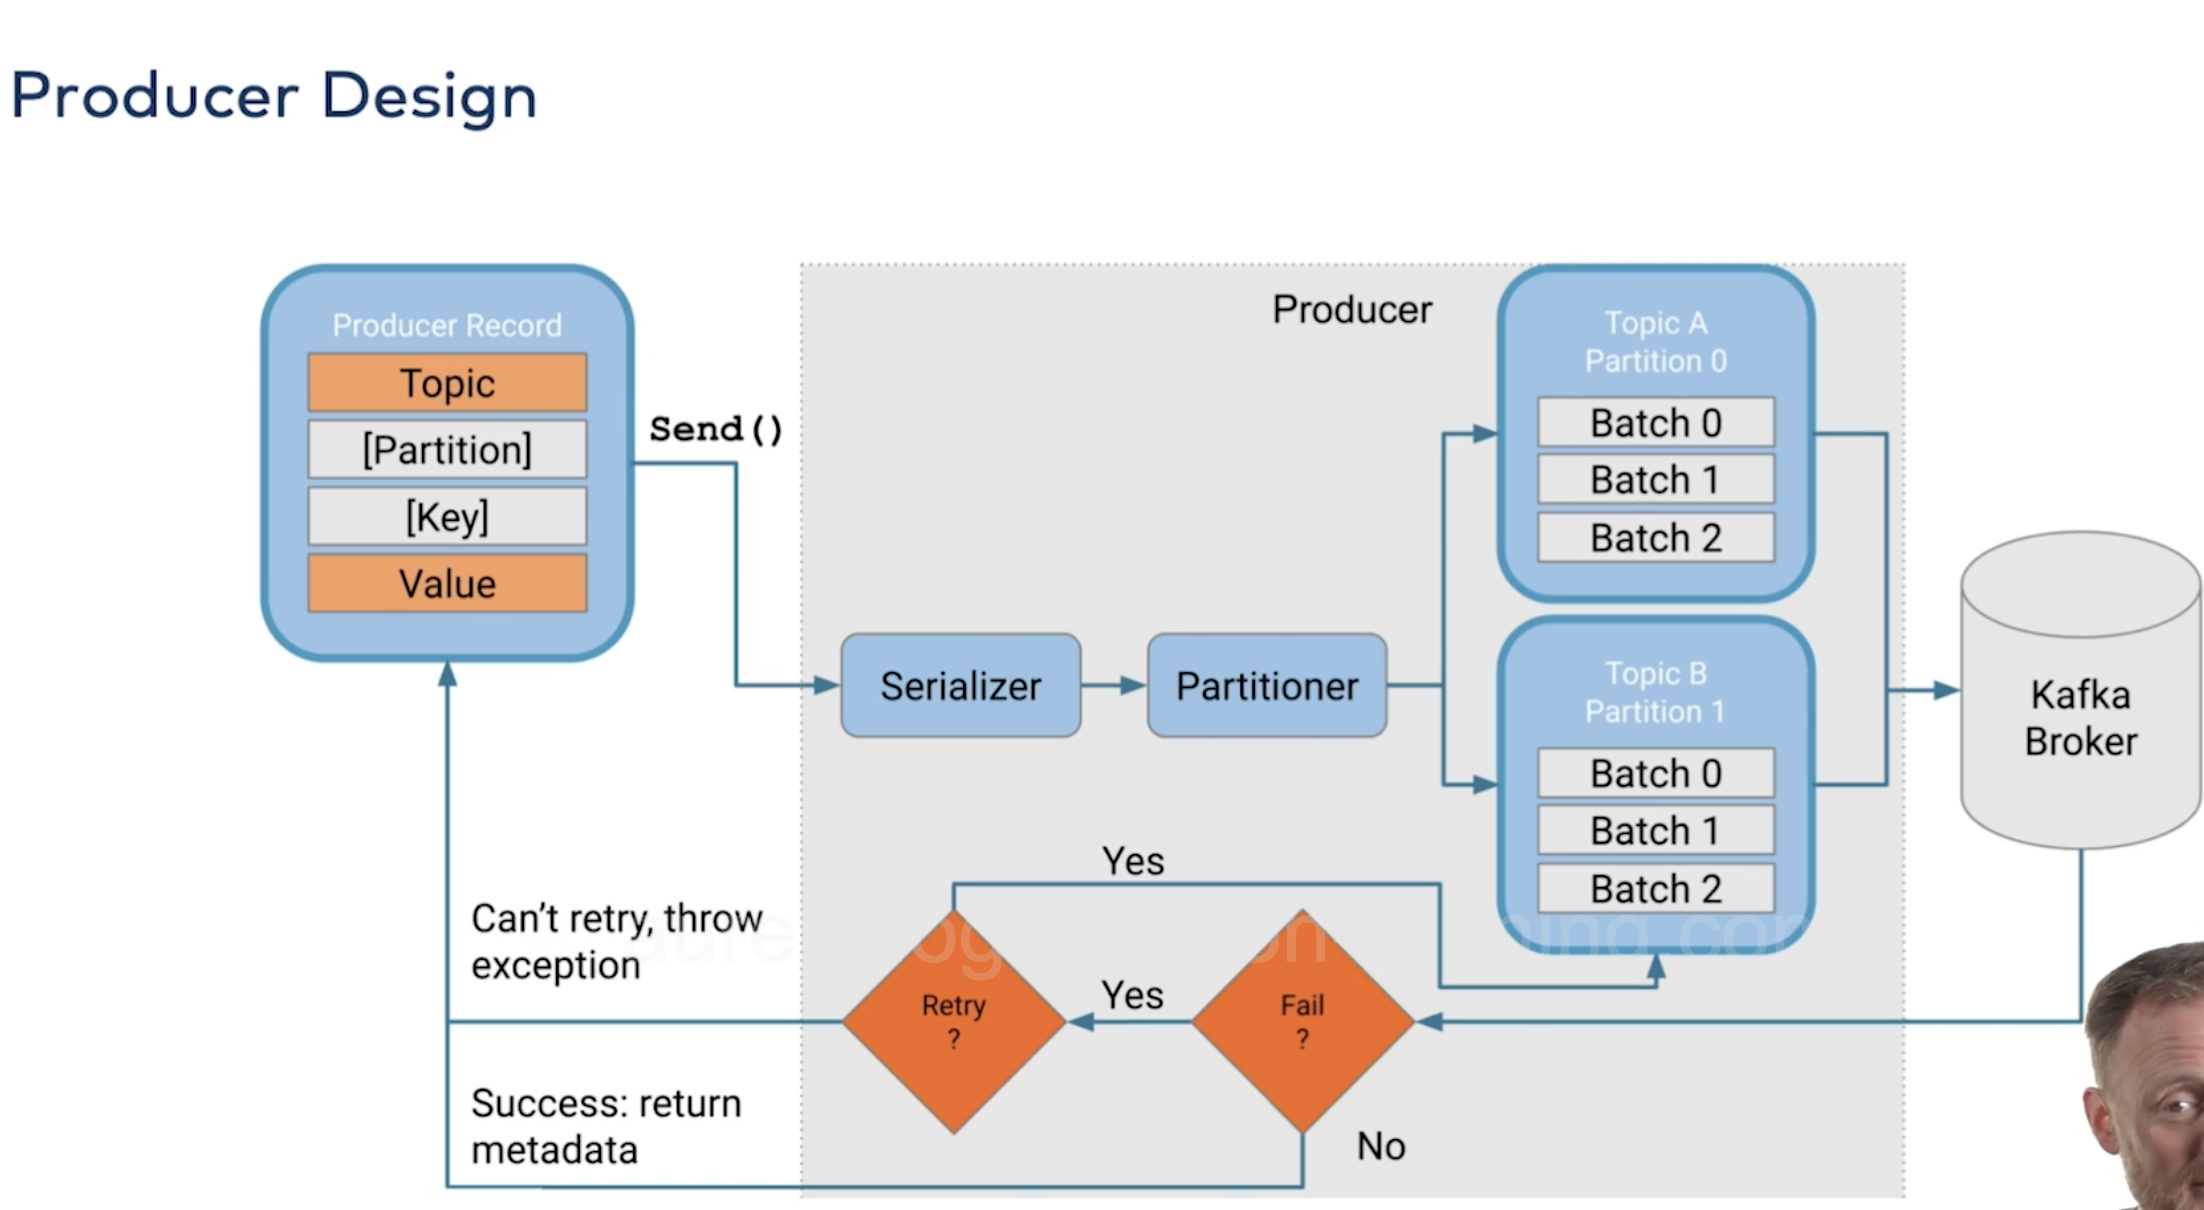 Producer Design
Producer Record
Topic
[Partition]
[Key]
Value
Send()
Producer
Serializer
Partitioner
Topic A
Partition 0
Batch 0
Batch 1
Batch 2
Topic B
Partition 1
Batch 0
Batch 1
Batch 2
Kafka
Broker
Yes
Can't retry, throw
exception
Retry
?
Yes
Fail
?
Success: return
metadata
No